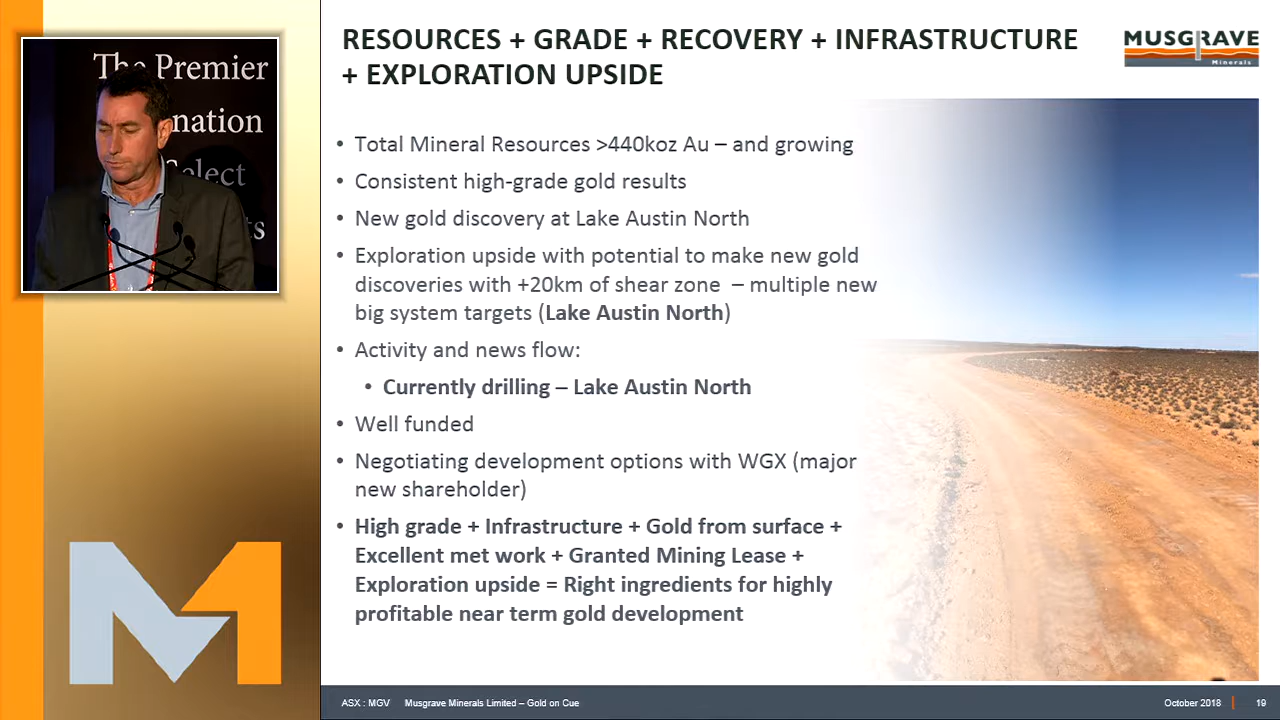 The Premier
nation
Select
ts
RESOURCES + GRADE + RECOVERY + INFRASTRUCTURE
+ EXPLORATION UPSIDE
MUSGRAVE
Minerals
• Total Mineral Resources >440koz Au – and growing
• Consistent high-grade gold results
• New gold discovery at Lake Austin North
• Exploration upside with potential to make new gold
discoveries with +20km of shear zone – multiple new
big system targets (Lake Austin North)
• Activity and news flow:
• Currently drilling – Lake Austin North
• Well funded
• Negotiating development options with WGX (major
new shareholder)
• High grade + Infrastructure + Gold from surface +
Excellent met work + Granted Mining Lease +
Exploration upside = Right ingredients for highly
profitable near term gold development
M1
ASX : MGV Musgrave Minerals Limited – Gold on Cue
October 2018 | 19